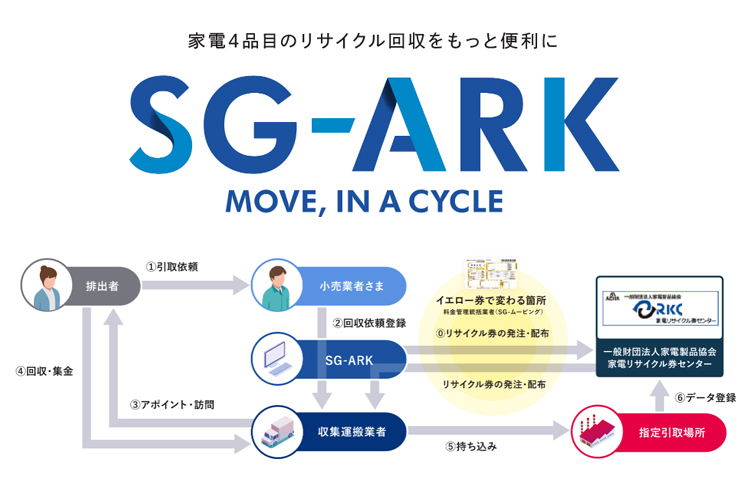 家電4品目のリサイクル回収をもっと便利に
SG-ARK
MOVE, IN A CYCLE
①引取依頼
排出者
小売業者さま
イエロー券で変わる箇所
料金管理統括業者(SG-ムービング)
⓪リサイクル券の発注・配布
AEHA
一般財団法人家電製品協会
RKC
家電リサイクル券センター
②回収依頼登録
SG-ARK
一般財団法人家電製品協会
家電リサイクル券センター
④回収・集金
リサイクル券の発注・配布
③アポイント・訪問
⑥データ登録
収集運搬業者
指定引取場所
⑤持ち込み